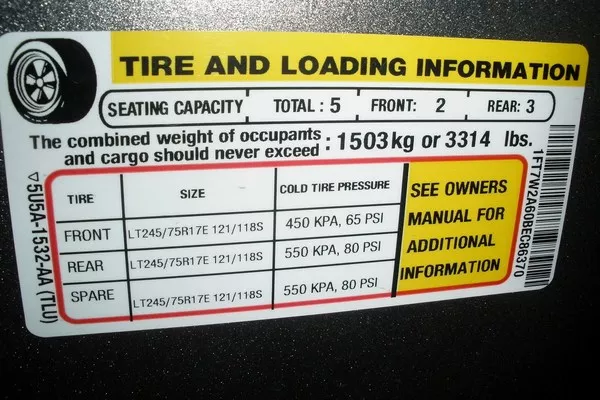 TIRE AND LOADING INFORMATION
SEATING CAPACITY TOTAL : 5 FRONT: 2 REAR: 3
The combined weight of occupants
and cargo should never exceed : 1503kg or 3314 lbs.
TIRE SIZE COLD TIRE PRESSURE
FRONT LT245/75R17E 121/118S 450 KPA, 65 PSI
REAR LT245/75R17E 121/118S 550 KPA, 80 PSI
SPARE LT245/75R17E 121/118S 550 KPA, 80 PSI
SEE OWNERS
MANUAL FOR
ADDITIONAL
INFORMATION
▽5U5A-1532-AA (TLU)
1FT7W2A60BEC86370